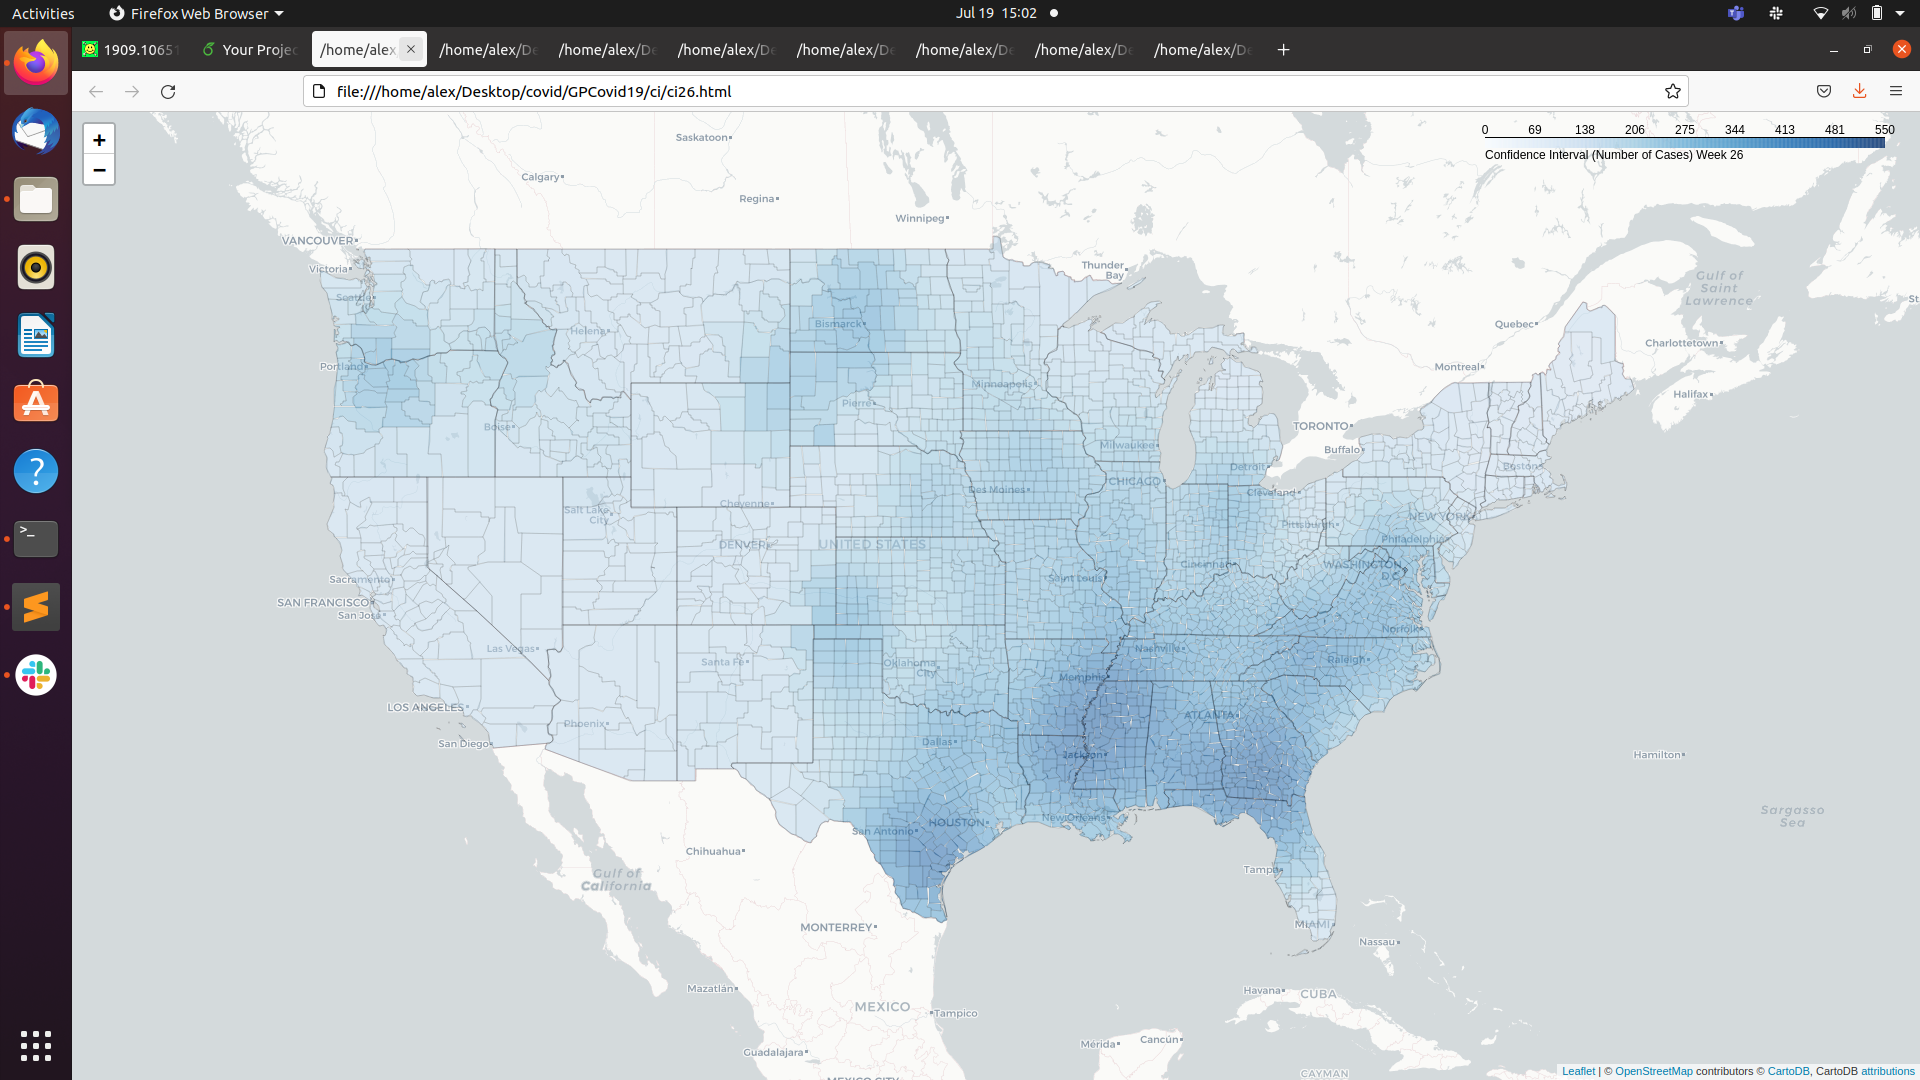 Activities
Firefox Web Browser
Jul 19 15:02
1909.10651
Your Projec
/home/alex
/home/alex/De
/home/alex/De
/home/alex/De
/home/alex/De
/home/alex/De
/home/alex/De
/home/alex/De
file:///home/alex/Desktop/covid/GPCovid19/ci/ci26.html
+
−
0 69 138 206 275 344 413 481 550
Confidence Interval (Number of Cases) Week 26
Saskatoon
Calgary
Regina
Winnipeg
VANCOUVER
Victoria
Thunder
Bay
Gulf of
Saint
Lawrence
St
Seattle
Helena
Bismarck
Quebec
Charlottetown
Portland
Montreal
Minneapolis
Halifax
Pierre
Boise
TORONTO
Buffalo
Milwaukee
Detroit
Boston
CHICAGO
Cleveland
Des Moines
Cheyenne
Salt Lake
City
NEW YORK
Pittsburgh
Philadelphia
DENVER
UNITED STATES
Cincinnati
WASHINGTON
D.C.
Saint Louis
Sacramento
SAN FRANCISCO
San Jose
Norfolk
Las Vegas
Santa Fe
Oklahoma
City
Nashville
Raleigh
Memphis
LOS ANGELES
Phoenix
ATLANTA
San Diego
Dallas
Jackson
Hamilton
Sargasso
Sea
San Antonio
HOUSTON
New Orleans
Chihuahua
Gulf of
California
Tampa
MONTERREY
MIAMI
Nassau
Mazatlán
MEXICO
Tampico
Havana
CUBA
Mérida
Cancún
Guadalajara
MEXICO CITY
CAYMAN
Leaflet | © OpenStreetMap contributors © CartoDB, CartoDB attributions